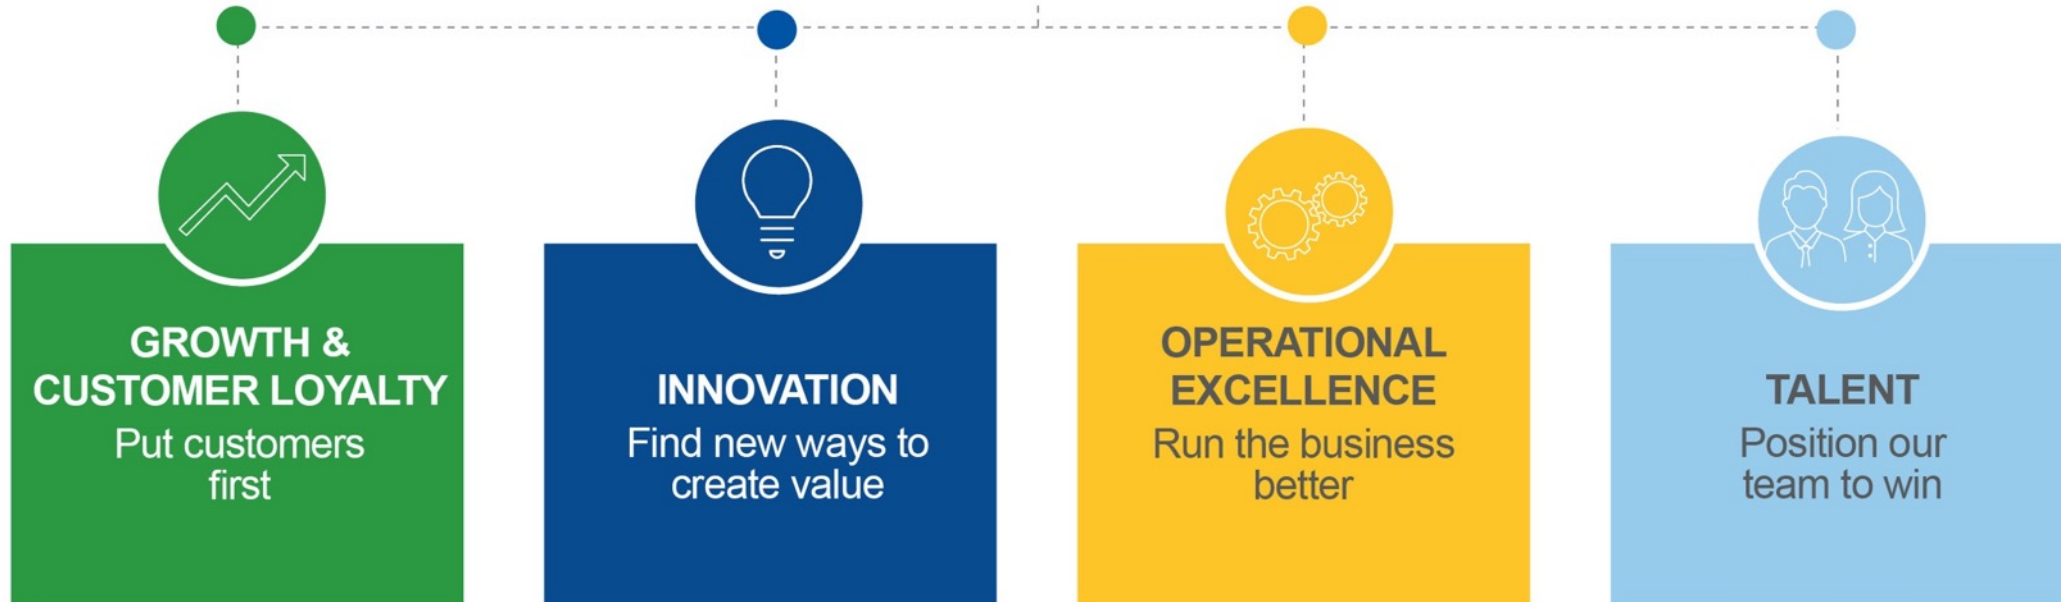 GROWTH &
CUSTOMER LOYALTY
Put customers
first
INNOVATION
Find new ways to
create value
OPERATIONAL
EXCELLENCE
Run the business
better
TALENT
Position our
team to win